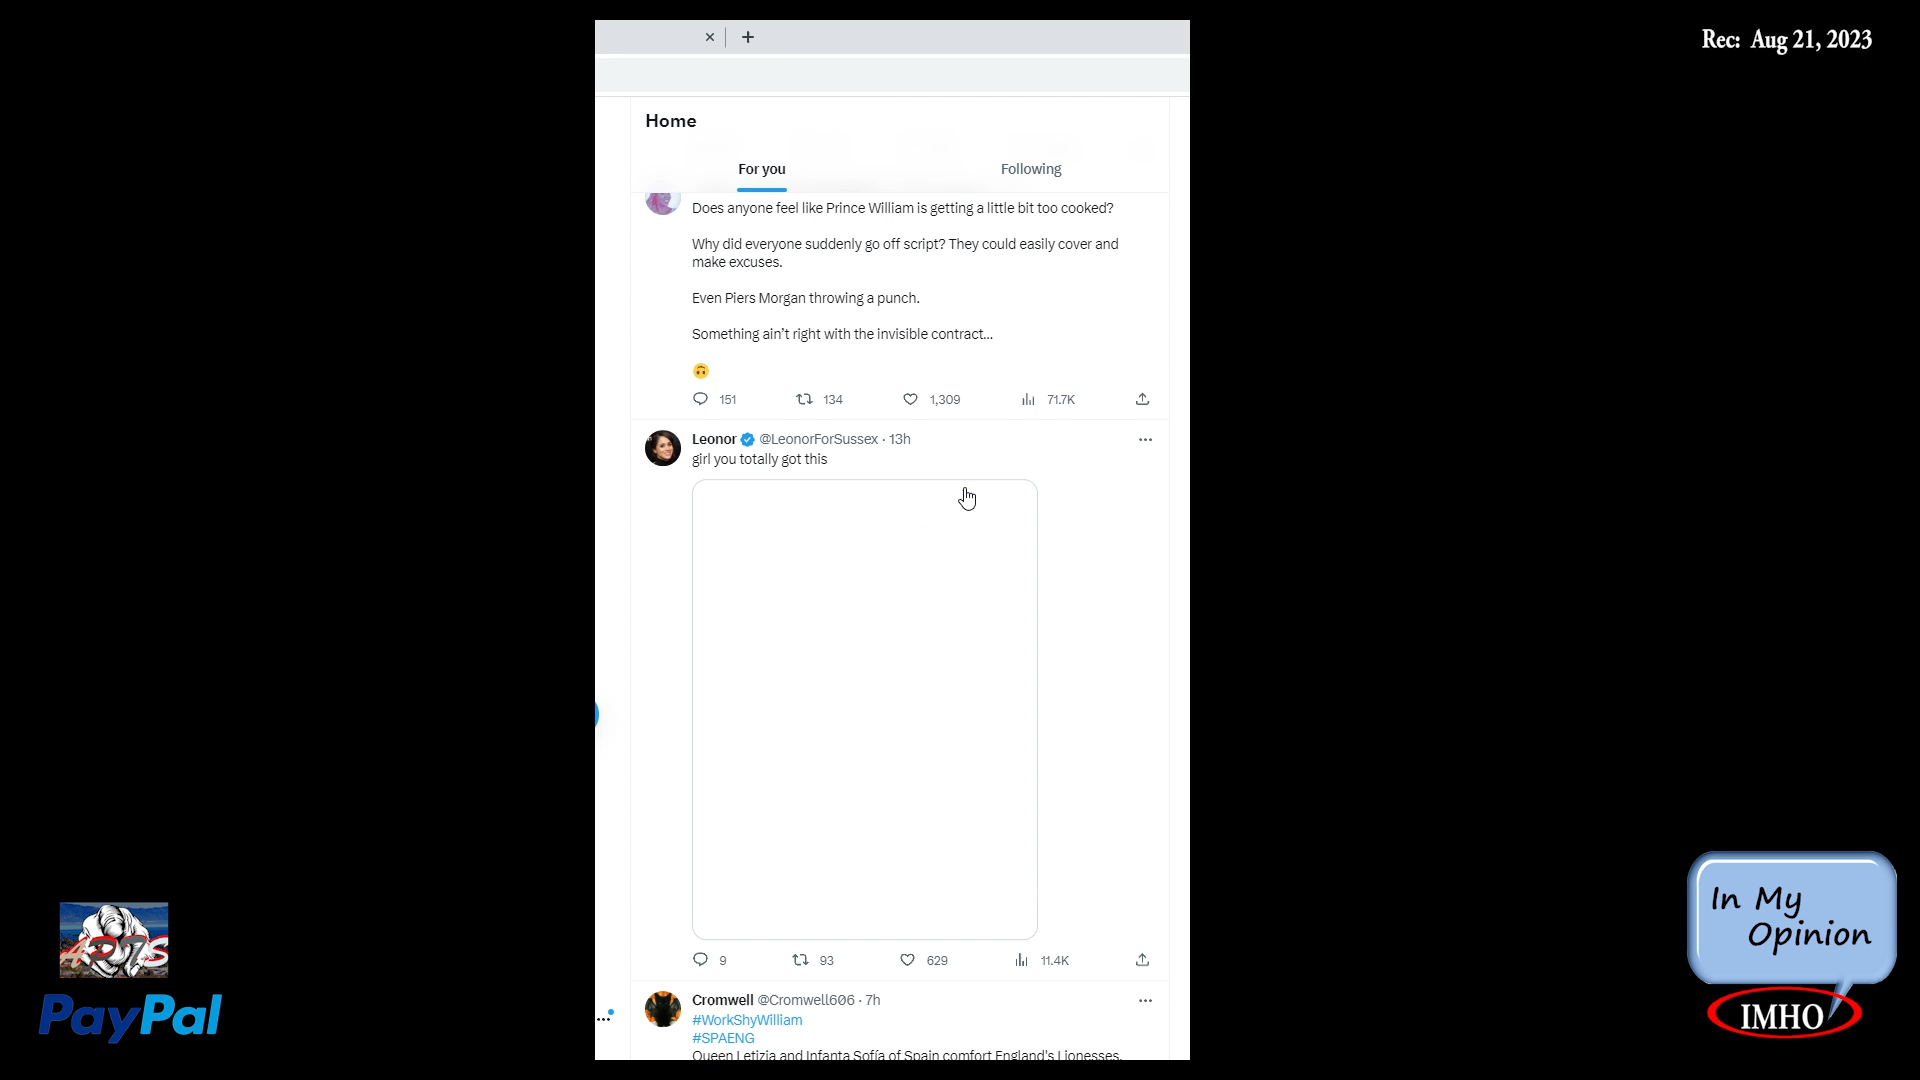 Rec: Aug 21, 2023
Home
For you
Following
Does anyone feel like Prince William is getting a little bit too cooked?
Why did everyone suddenly go off script? They could easily cover and
make excuses.
Even Piers Morgan throwing a punch.
Something ain't right with the invisible contract...
🙃
151 134 1,309 71.7K
Leonor @LeonorForSussex · 13h
girl you totally got this
9 93 629 11.4K
Cromwell @Cromwell606 · 7h
#WorkShyWilliam
#SPAENG
Queen Letizia and Infanta Sofía of Spain comfort England's Lionesses.
PayPal
In My
Opinion
IMHO